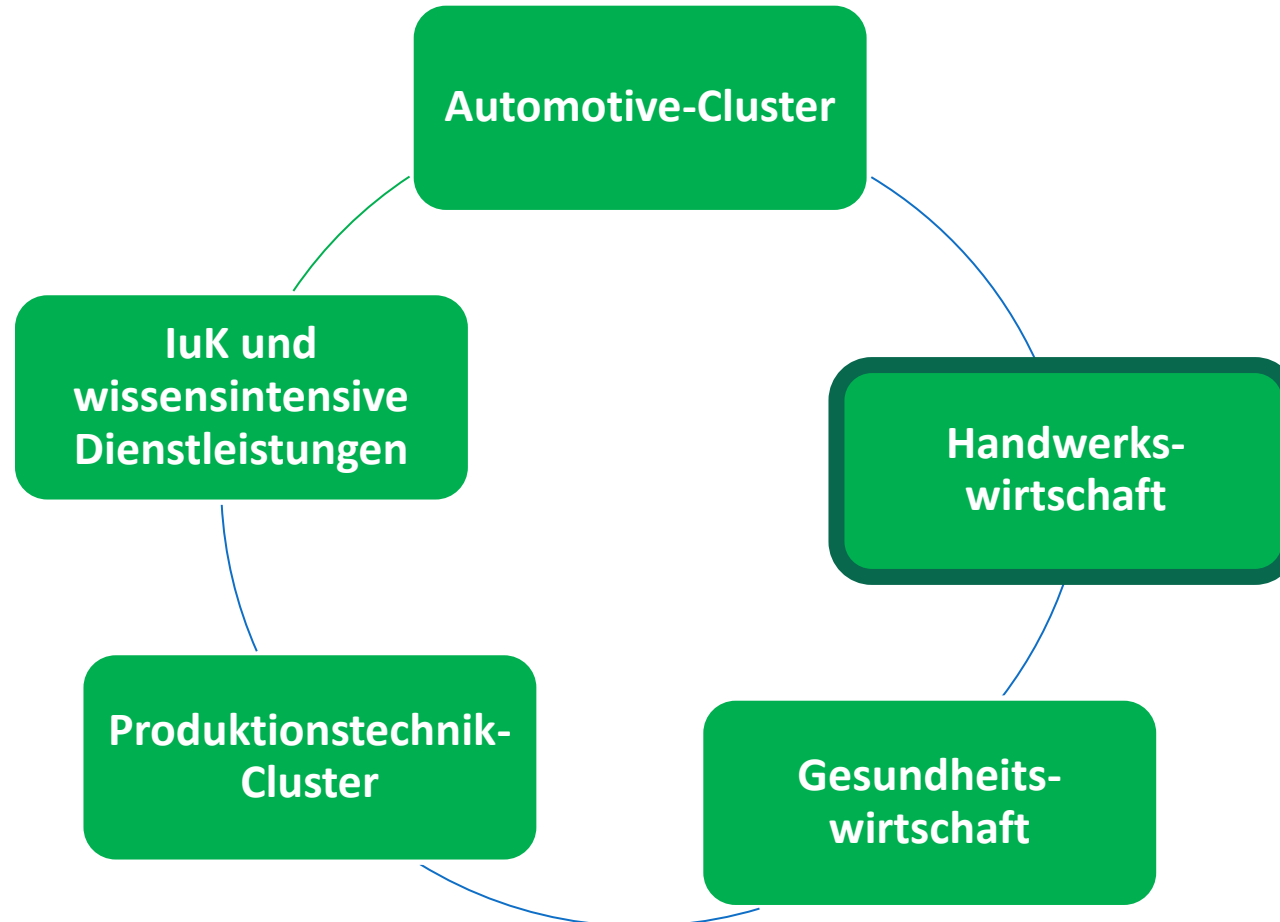 Automotive-Cluster
IuK und
wissensintensive
Dienstleistungen
Handwerks-
wirtschaft
Produktionstechnik-
Cluster
Gesundheits-
wirtschaft